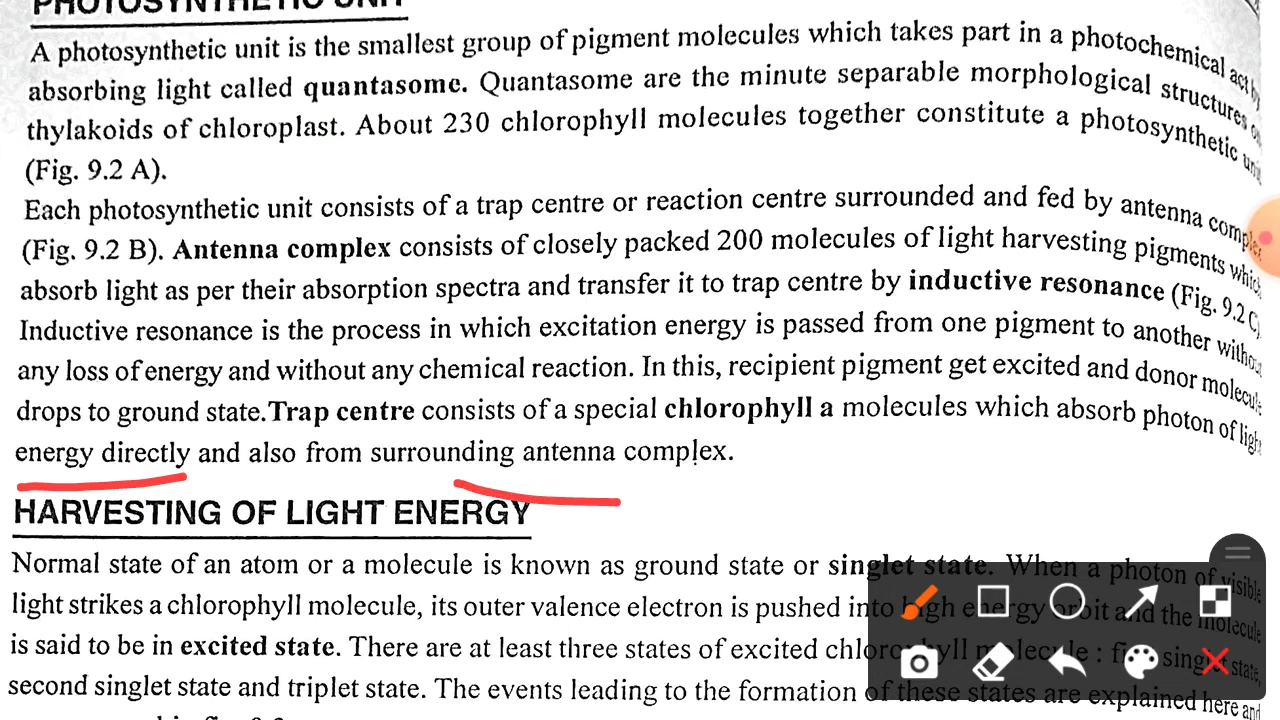 PHOTOSYNTHETIC UNIT
A photosynthetic unit is the smallest group of pigment molecules which takes part in a photochemical act by
absorbing light called quantasome. Quantasome are the minute separable morphological structures on
thylakoids of chloroplast. About 230 chlorophyll molecules together constitute a photosynthetic unit
(Fig. 9.2 A).
Each photosynthetic unit consists of a trap centre or reaction centre surrounded and fed by antenna complex
(Fig. 9.2 B). Antenna complex consists of closely packed 200 molecules of light harvesting pigments which
absorb light as per their absorption spectra and transfer it to trap centre by inductive resonance (Fig. 9.2 C).
Inductive resonance is the process in which excitation energy is passed from one pigment to another without
any loss of energy and without any chemical reaction. In this, recipient pigment get excited and donor molecule
drops to ground state. Trap centre consists of a special chlorophyll a molecules which absorb photon of light
energy directly and also from surrounding antenna complex.
HARVESTING OF LIGHT ENERGY
Normal state of an atom or a molecule is known as ground state or singlet state. When a photon of visible
light strikes a chlorophyll molecule, its outer valence electron is pushed into high energy orbit and the molecule
is said to be in excited state. There are at least three states of excited chlorophyll molecule : first singlet state,
second singlet state and triplet state. The events leading to the formation of these states are explained here and